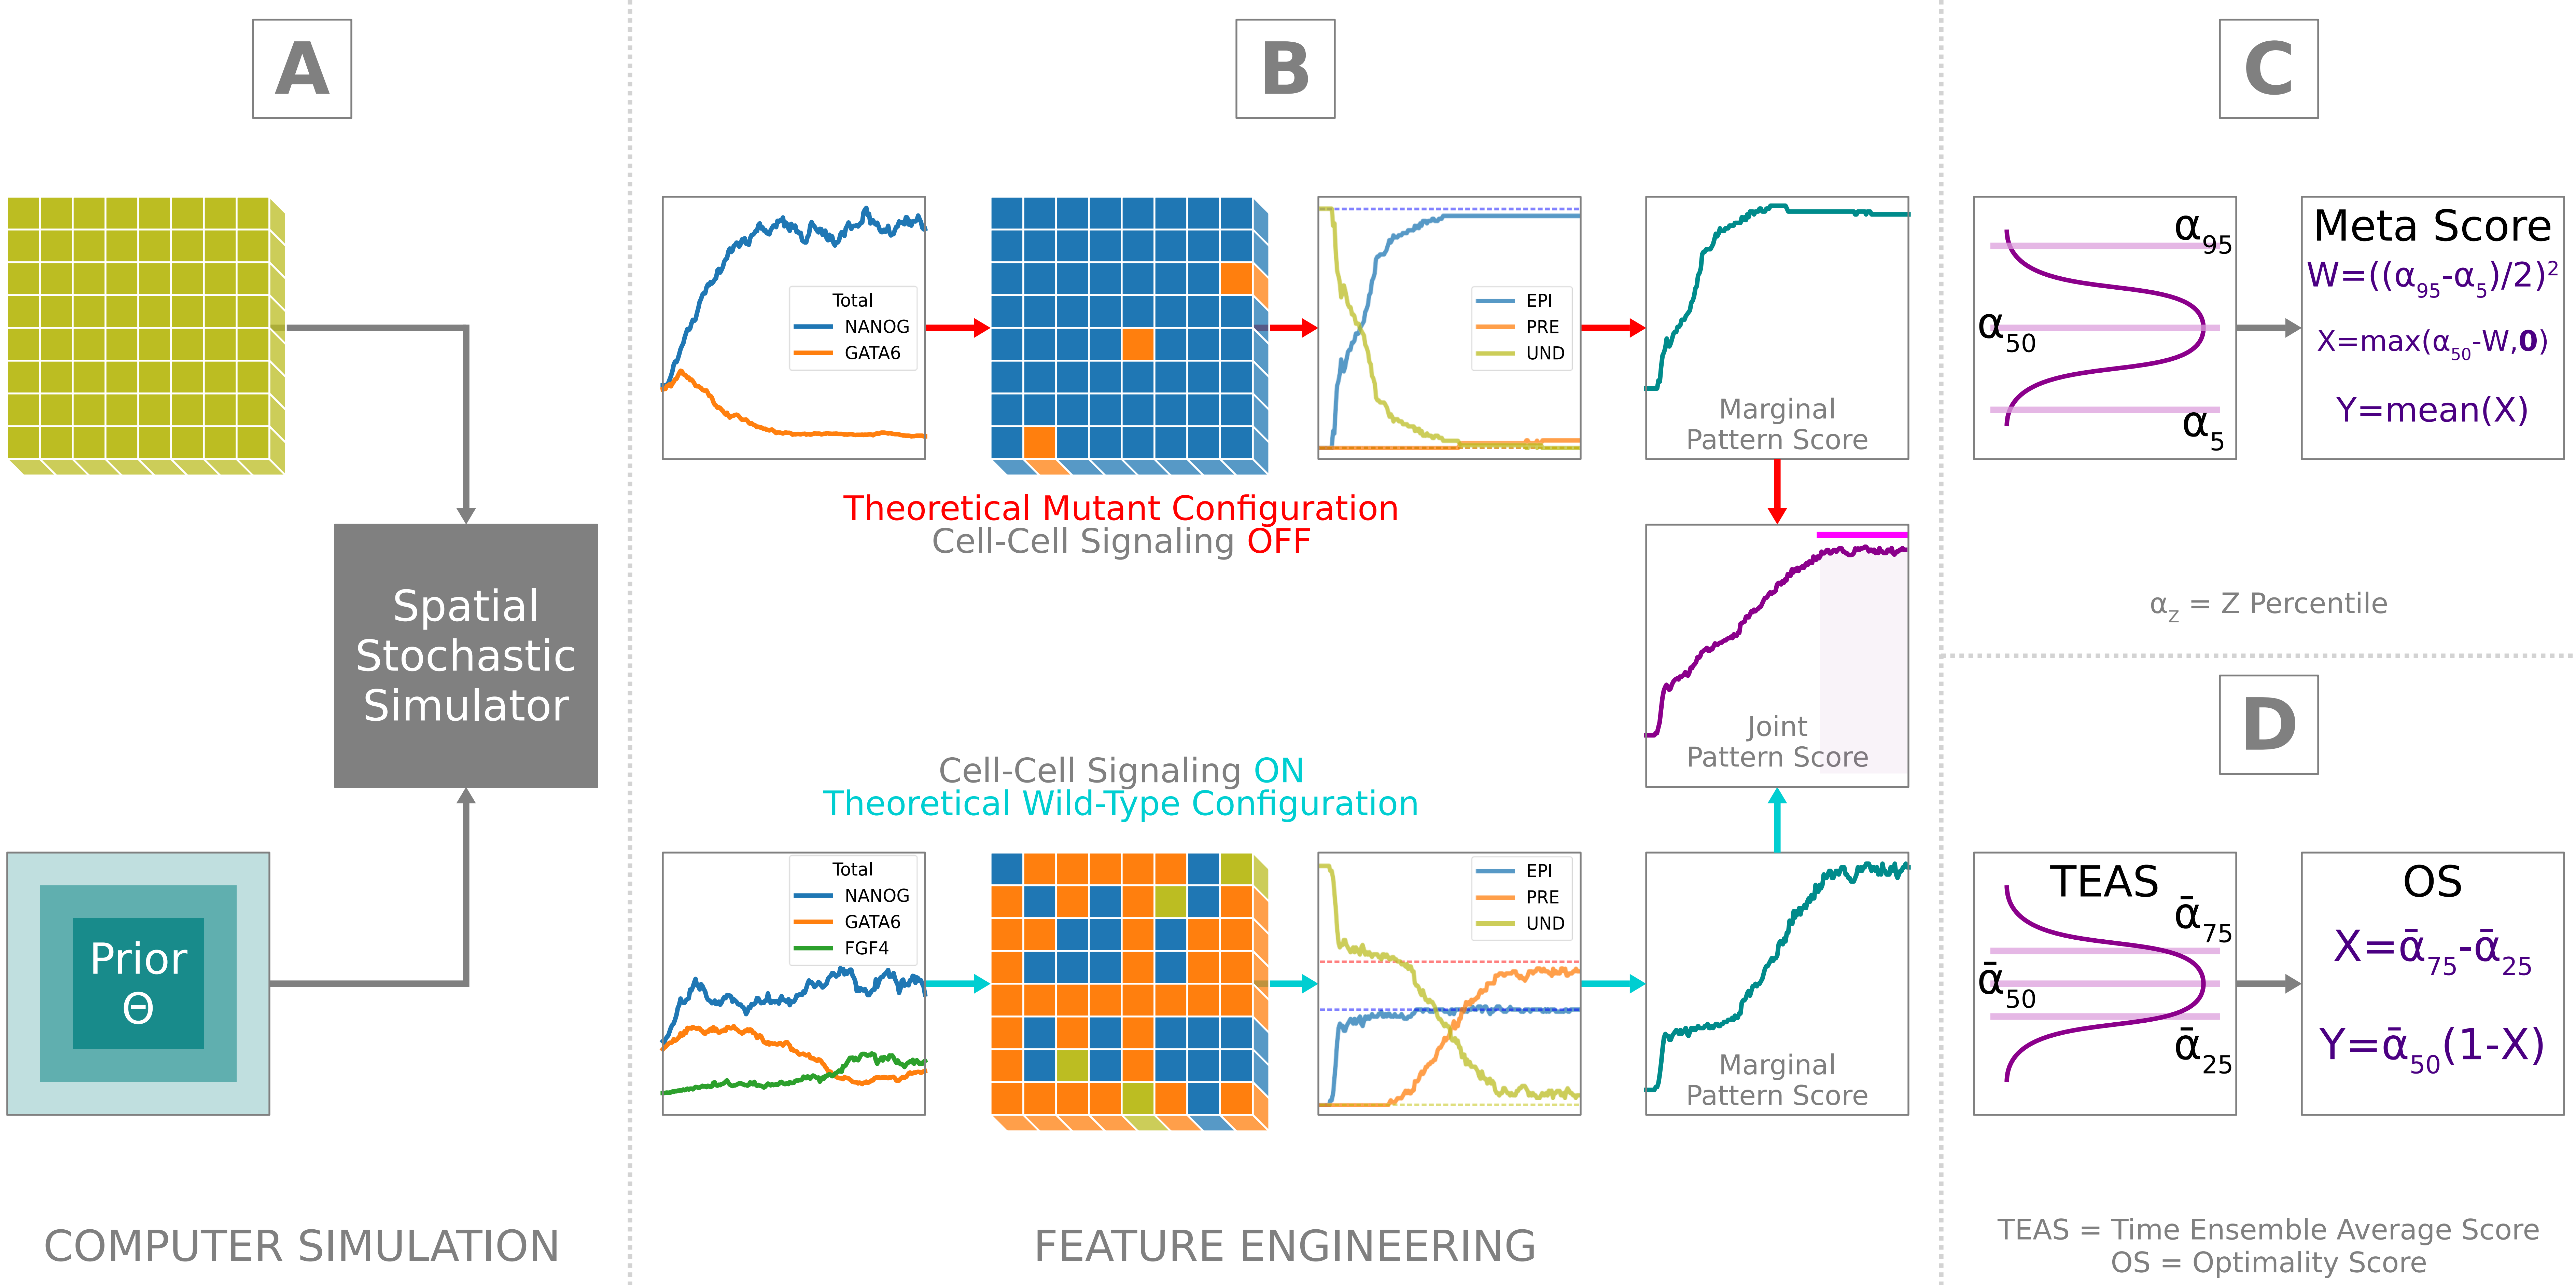 A
Spatial
Stochastic
Simulator
Prior
Θ
COMPUTER SIMULATION
B
Total
NANOG
GATA6
EPI
PRE
UND
Marginal
Pattern Score
Theoretical Mutant Configuration
Cell-Cell Signaling OFF
Joint
Pattern Score
Cell-Cell Signaling ON
Theoretical Wild-Type Configuration
Total
NANOG
GATA6
FGF4
EPI
PRE
UND
Marginal
Pattern Score
FEATURE ENGINEERING
C
α95
α50
α5
Meta Score
W=((α95-α5)/2)²
X=max(α50-W,0)
Y=mean(X)
αZ = Z Percentile
D
TEAS
ᾱ75
ᾱ50
ᾱ25
OS
X=ᾱ75-ᾱ25
Y=ᾱ50(1-X)
TEAS = Time Ensemble Average Score
OS = Optimality Score